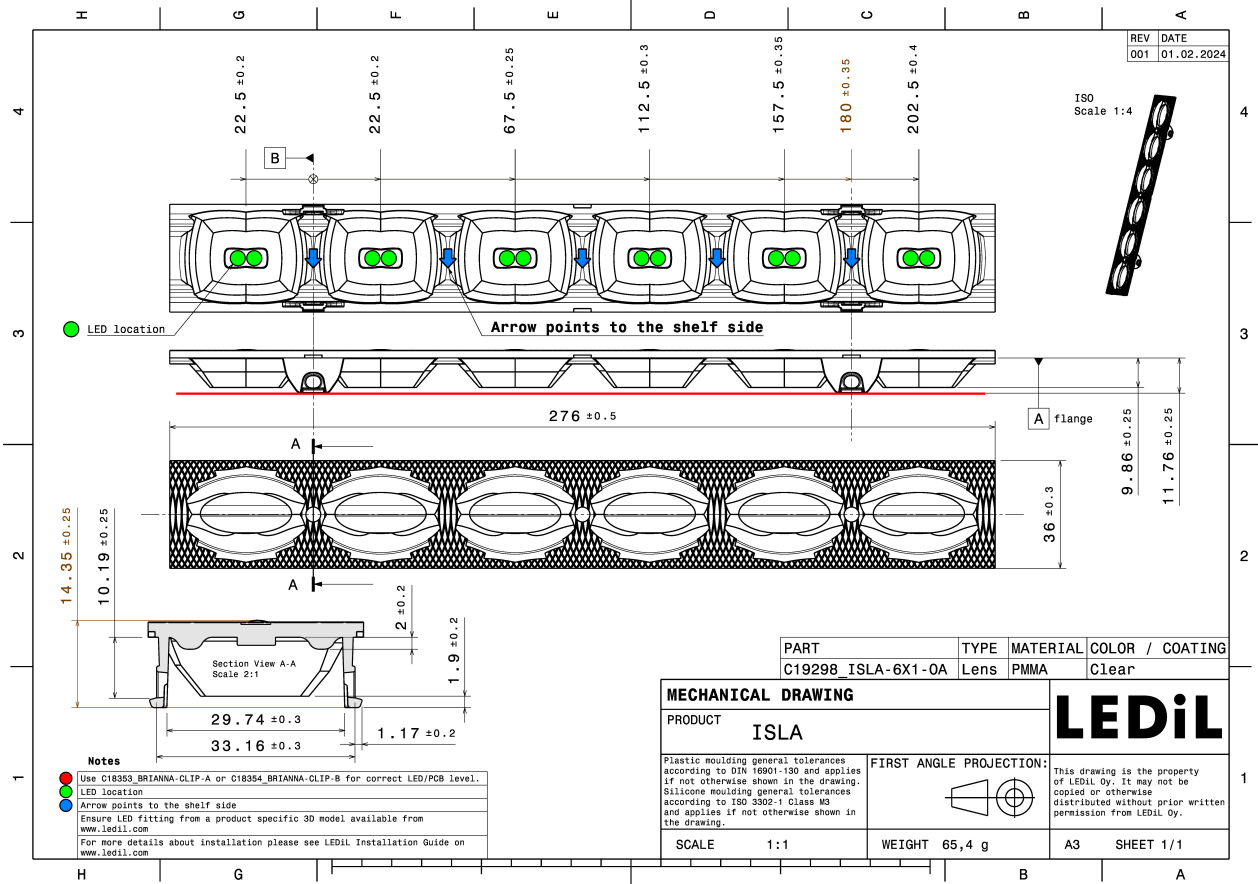 H G F E D C B A
REV DATE
001 01.02.2024
4
4
ISO
Scale 1:4
22.5 ±0.2
22.5 ±0.2
67.5 ±0.25
112.5 ±0.3
157.5 ±0.35
180 ±0.35
202.5 ±0.4
B
LED location
Arrow points to the shelf side
3
3
276 ±0.5
A flange
9.86 ±0.25
11.76 ±0.25
A
A
36 ±0.3
2
2
14.35 ±0.25
10.19 ±0.25
2 ±0.2
1.9 ±0.2
Section View A-A
Scale 2:1
29.74 ±0.3
33.16 ±0.3
1.17 ±0.2
PART TYPE MATERIAL COLOR / COATING
C19298_ISLA-6X1-OA Lens PMMA Clear
MECHANICAL DRAWING
PRODUCT
ISLA
LEDiL
Plastic moulding general tolerances
according to DIN 16901-130 and applies
if not otherwise shown in the drawing.
Silicone moulding general tolerances
according to ISO 3302-1 Class M3
and applies if not otherwise shown in
the drawing.
FIRST ANGLE PROJECTION:
This drawing is the property
of LEDiL Oy. It may not be
copied or otherwise
distributed without prior written
permission from LEDiL Oy.
SCALE 1:1 WEIGHT 65,4 g A3 SHEET 1/1
1
1
Notes
Use C18353_BRIANNA-CLIP-A or C18354_BRIANNA-CLIP-B for correct LED/PCB level.
LED location
Arrow points to the shelf side
Ensure LED fitting from a product specific 3D model available from
www.ledil.com
For more details about installation please see LEDiL Installation Guide on
www.ledil.com
H G B A